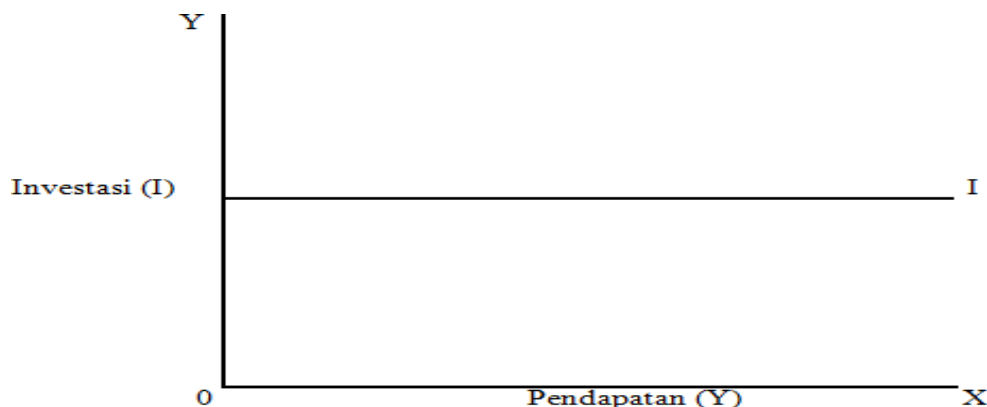 Y
Investasi (I)
I
0
Pendapatan (Y)
X